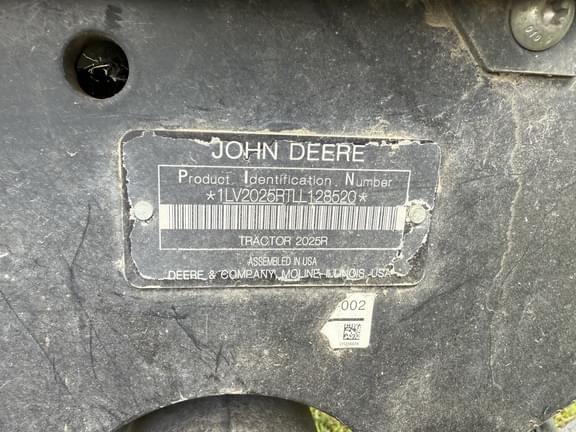 JOHN DEERE
Product Identification Number
*1LV2025RTLL128520*
TRACTOR 2025R
ASSEMBLED IN USA
DEERE & COMPANY MOLINE ILLINOIS USA
002